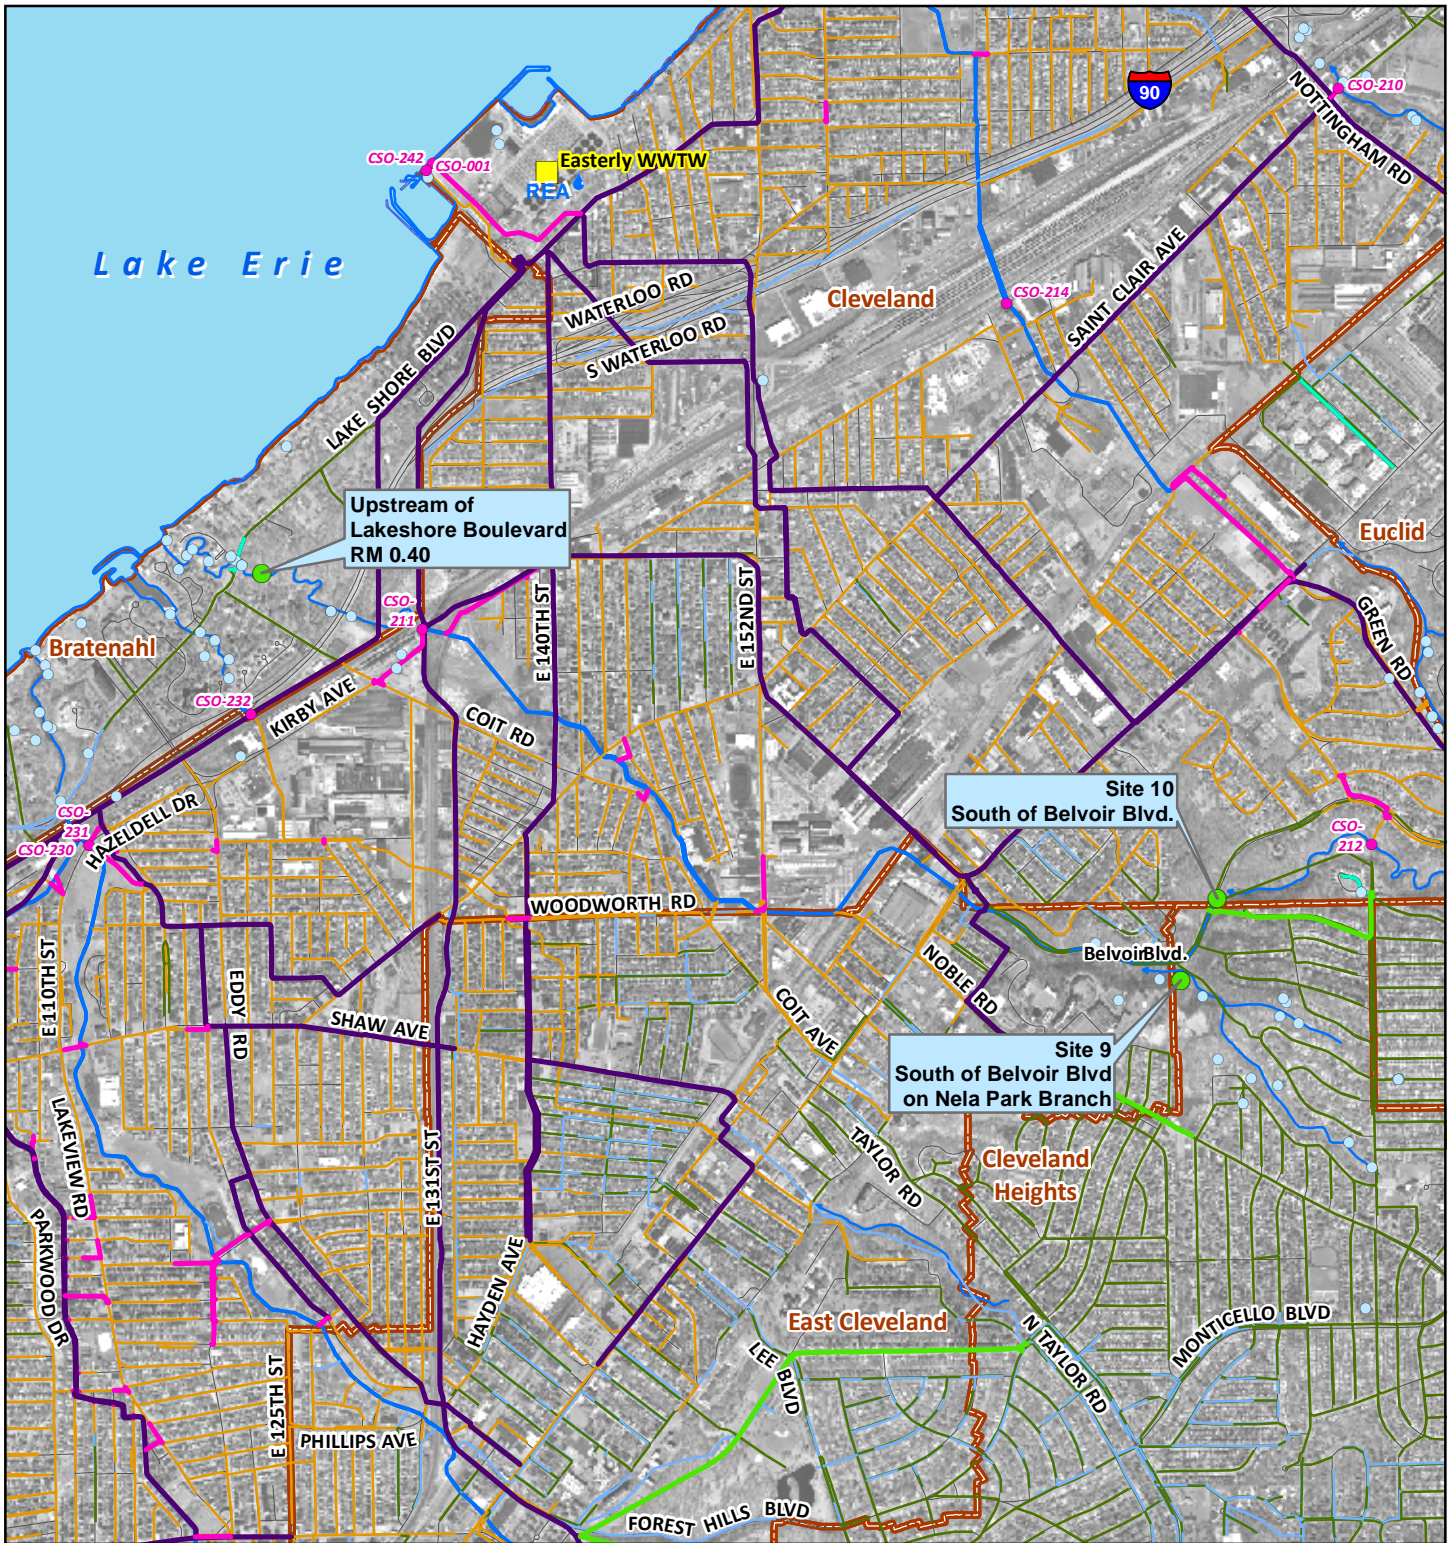 90
NOTTINGHAM RD
CSO-210
CSO-242
CSO-001
Easterly WWTW
REA
Lake Erie
WATERLOO RD
Cleveland
CSO-214
SAINT CLAIR AVE
S WATERLOO RD
LAKE SHORE BLVD
Upstream of
Lakeshore Boulevard
RM 0.40
Euclid
CSO-
211
E 140TH ST
E 152ND ST
GREEN RD
Bratenahl
CSO-232
KIRBY AVE
COIT RD
Site 10
South of Belvoir Blvd.
HAZELDELL DR
CSO-
231
CSO-230
CSO-
212
WOODWORTH RD
E 110TH ST
EDDY RD
NOBLE RD
BelvoirBlvd.
SHAW AVE
COIT AVE
Site 9
South of Belvoir Blvd
on Nela Park Branch
LAKEVIEW RD
E 131ST ST
TAYLOR RD
Cleveland
Heights
PARKWOOD DR
HAYDEN AVE
East Cleveland
N TAYLOR RD
MONTICELLO BLVD
LEE BLVD
E 125TH ST
PHILLIPS AVE
FOREST HILLS BLVD